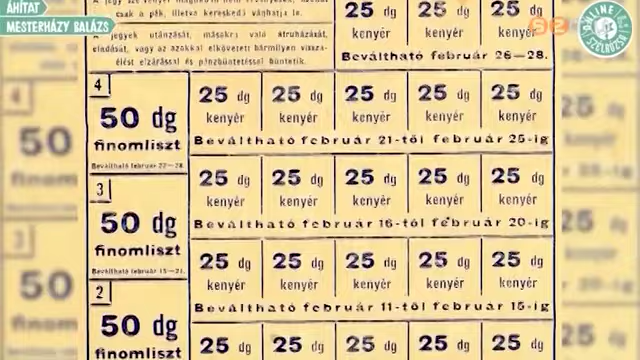 ÁHÍTAT
MESTERHÁZY BALÁZS
ONLINE
SZÉLRÓZSA
csak a pék, illetve kereskedő vághatja le.
A jegyek utánzását, másokra való átruházását,
eladását, vagy az azokkal elkövetett bármilyen vissza-
élést elzárással és pénzbüntetéssel büntetik.
25 dg 25 dg 25 dg
kenyér kenyér kenyér
Beváltható február 26–28.
4
50 dg
finomliszt
Beváltható február 22–28.
25 dg 25 dg 25 dg 25 dg 25 dg
kenyér kenyér kenyér kenyér kenyér
Beváltható február 21-től február 25-ig
3
50 dg
finomliszt
Beváltható február 15–21.
25 dg 25 dg 25 dg 25 dg 25 dg
kenyér kenyér kenyér kenyér kenyér
Beváltható február 16-tól február 20-ig
2
50 dg
finomliszt
25 dg 25 dg 25 dg 25 dg 25 dg
kenyér kenyér kenyér kenyér kenyér
Beváltható február 11-től február 15-ig
25 dg 25 dg 25 dg 25 dg 25 dg